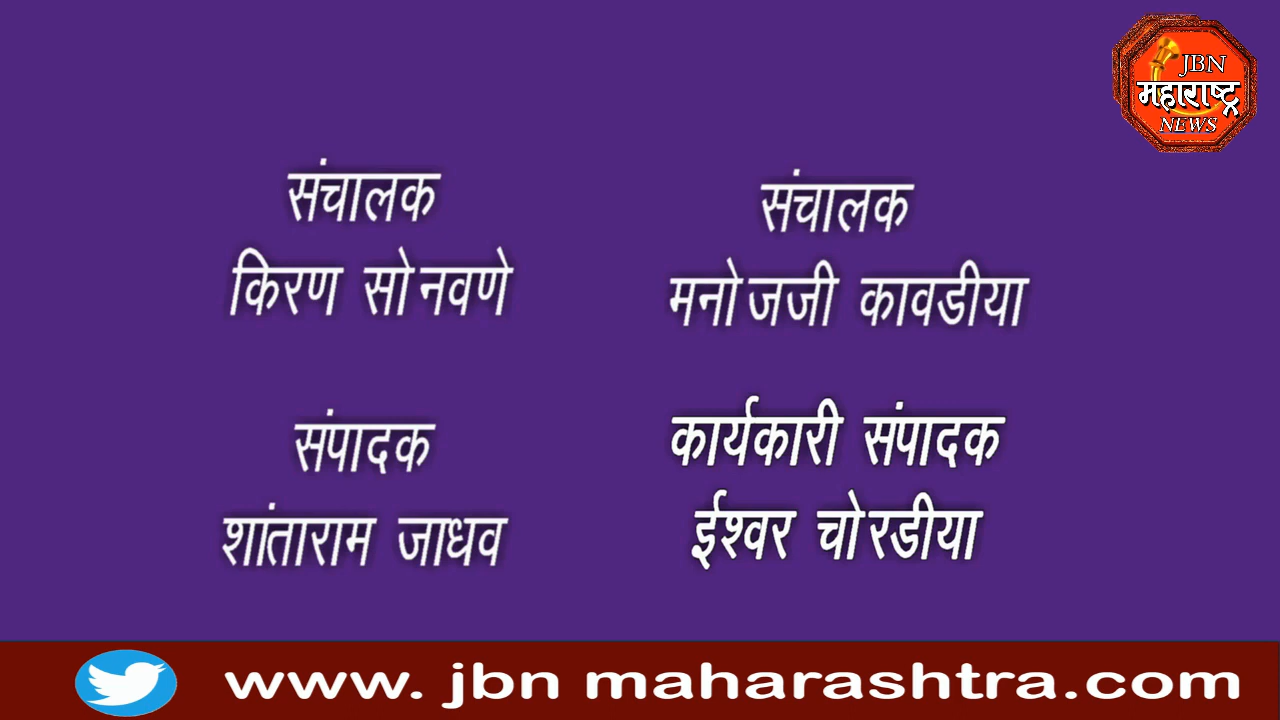 JBN
महाराष्ट्र
NEWS
संचालक
किरण सोनवणे
संचालक
मनोजजी कावडीया
संपादक
शांताराम जाधव
कार्यकारी संपादक
ईश्वर चोरडीया
www. jbn maharashtra.com